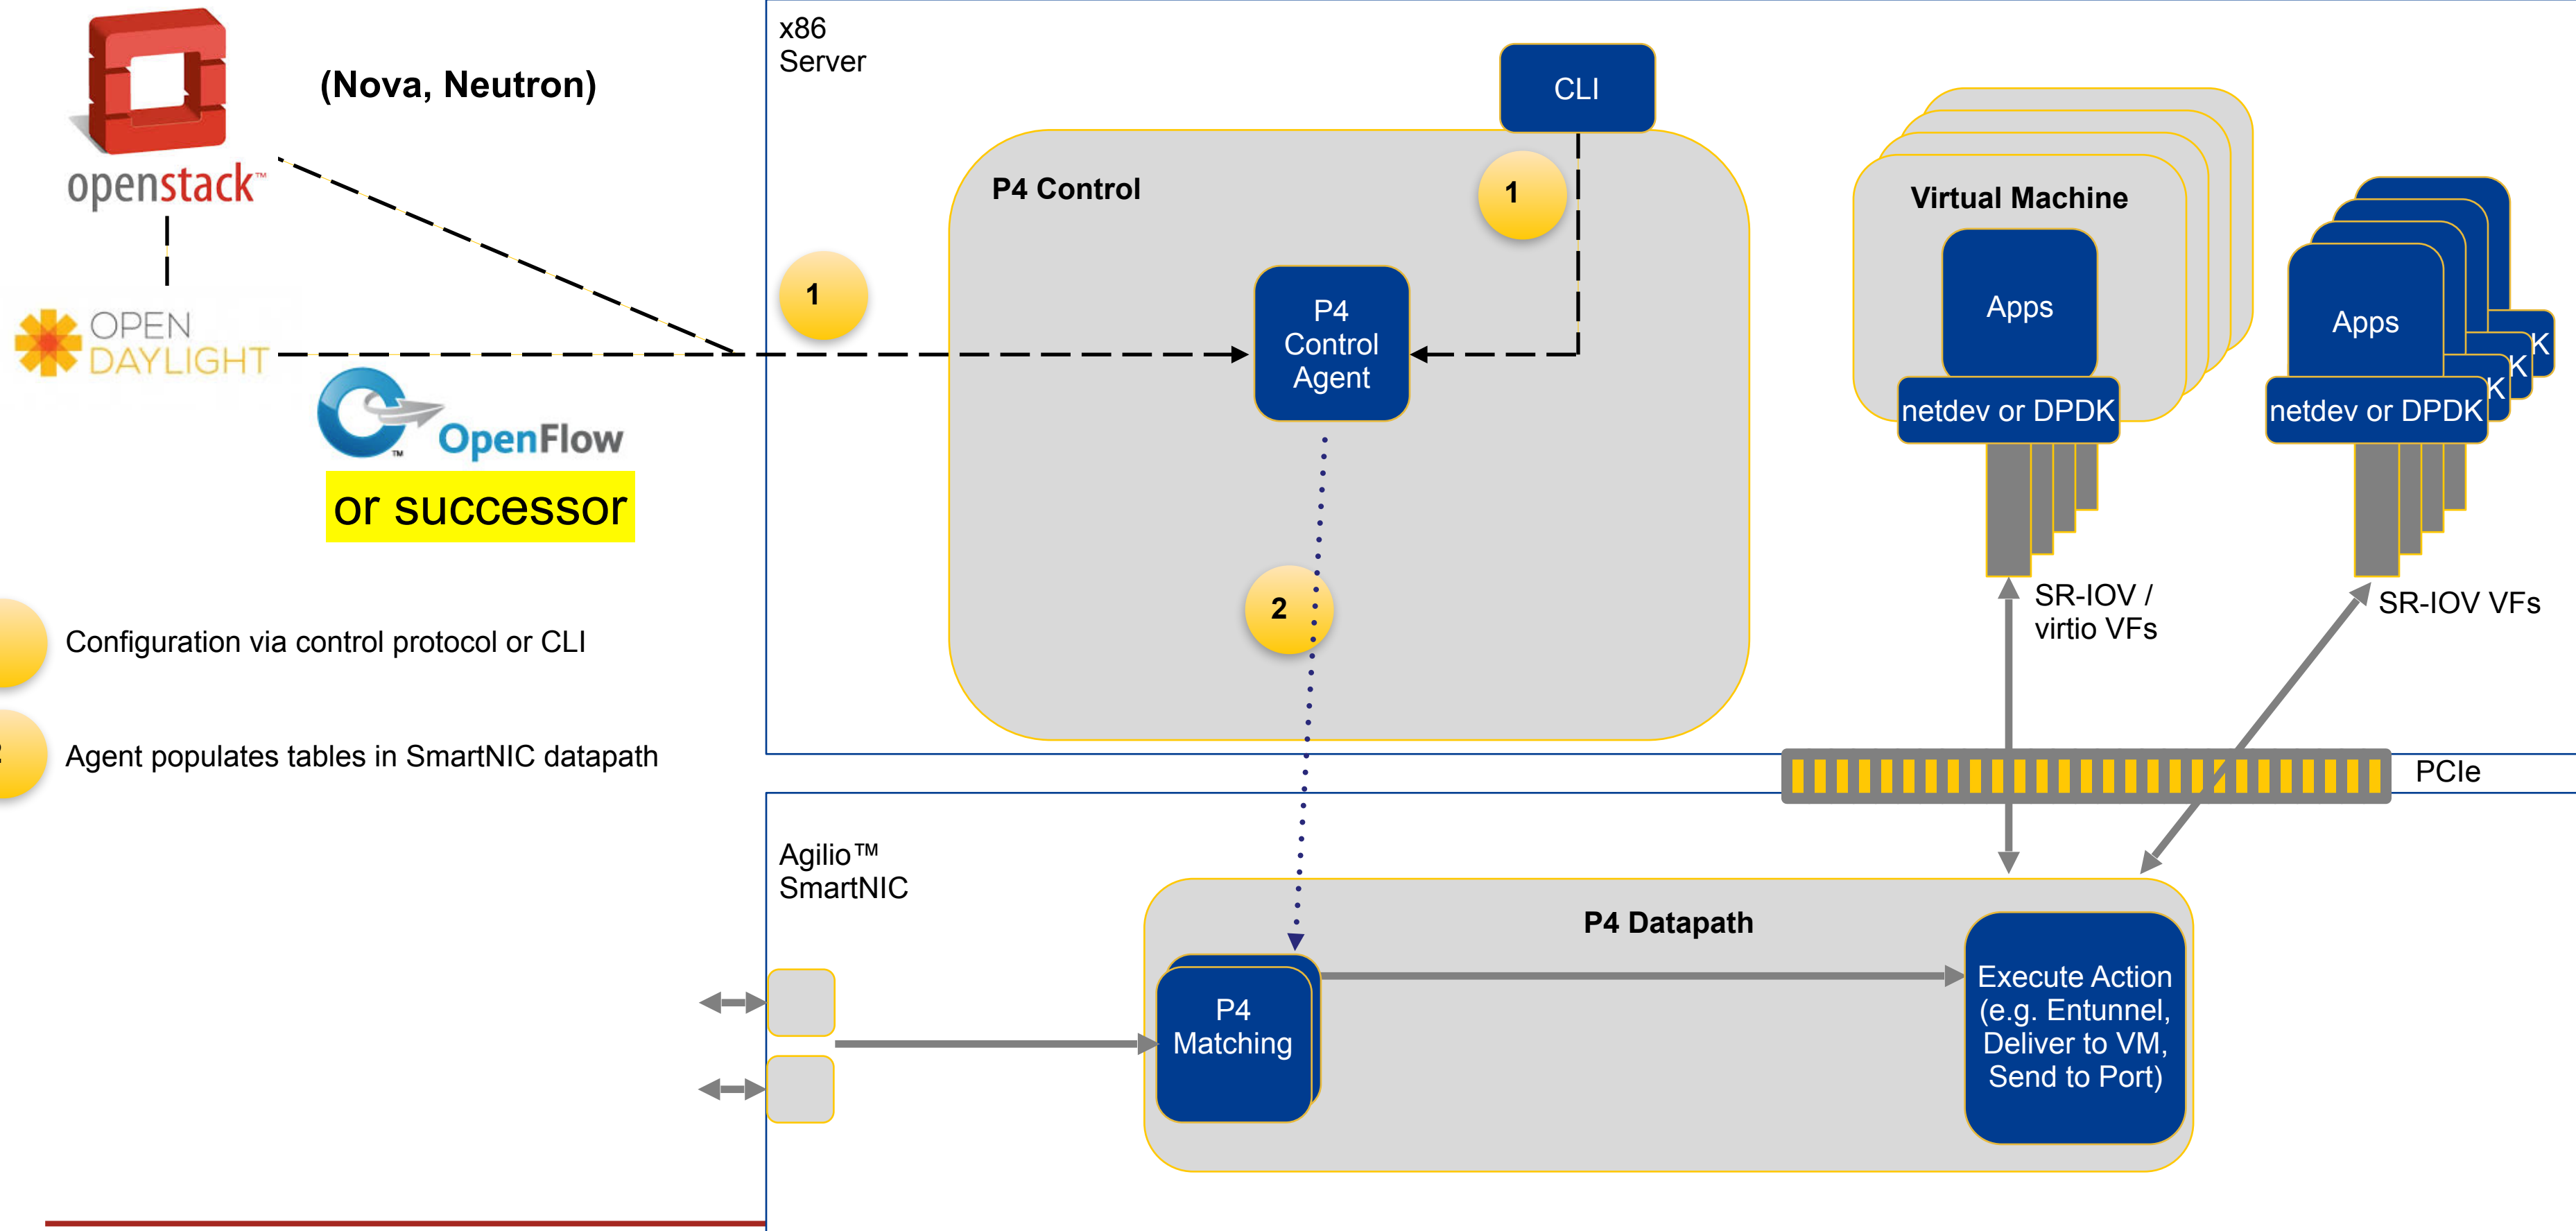 openstack™
(Nova, Neutron)
OPEN
DAYLIGHT
OpenFlow
TM
or successor
Configuration via control protocol or CLI
Agent populates tables in SmartNIC datapath
x86
Server
CLI
P4 Control
1
1
P4
Control
Agent
2
Virtual Machine
Apps
netdev or DPDK
Apps
netdev or DPDK
K
K
K
SR-IOV /
virtio VFs
SR-IOV VFs
PCIe
Agilio™
SmartNIC
P4 Datapath
P4
Matching
Execute Action
(e.g. Entunnel,
Deliver to VM,
Send to Port)